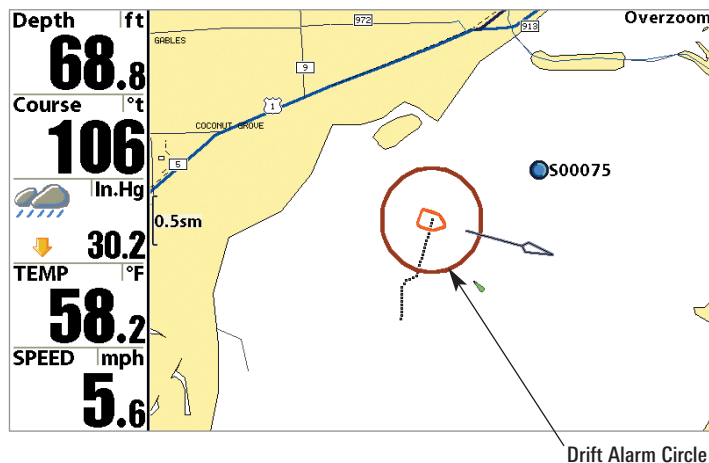 Depth ft
68.8
Course °t
106
In.Hg
30.2
TEMP °F
58.2
SPEED mph
5.6
972
Overzoom
913
GABLES
9
1
COCONUT GROVE
5
S00075
0.5sm
Drift Alarm Circle